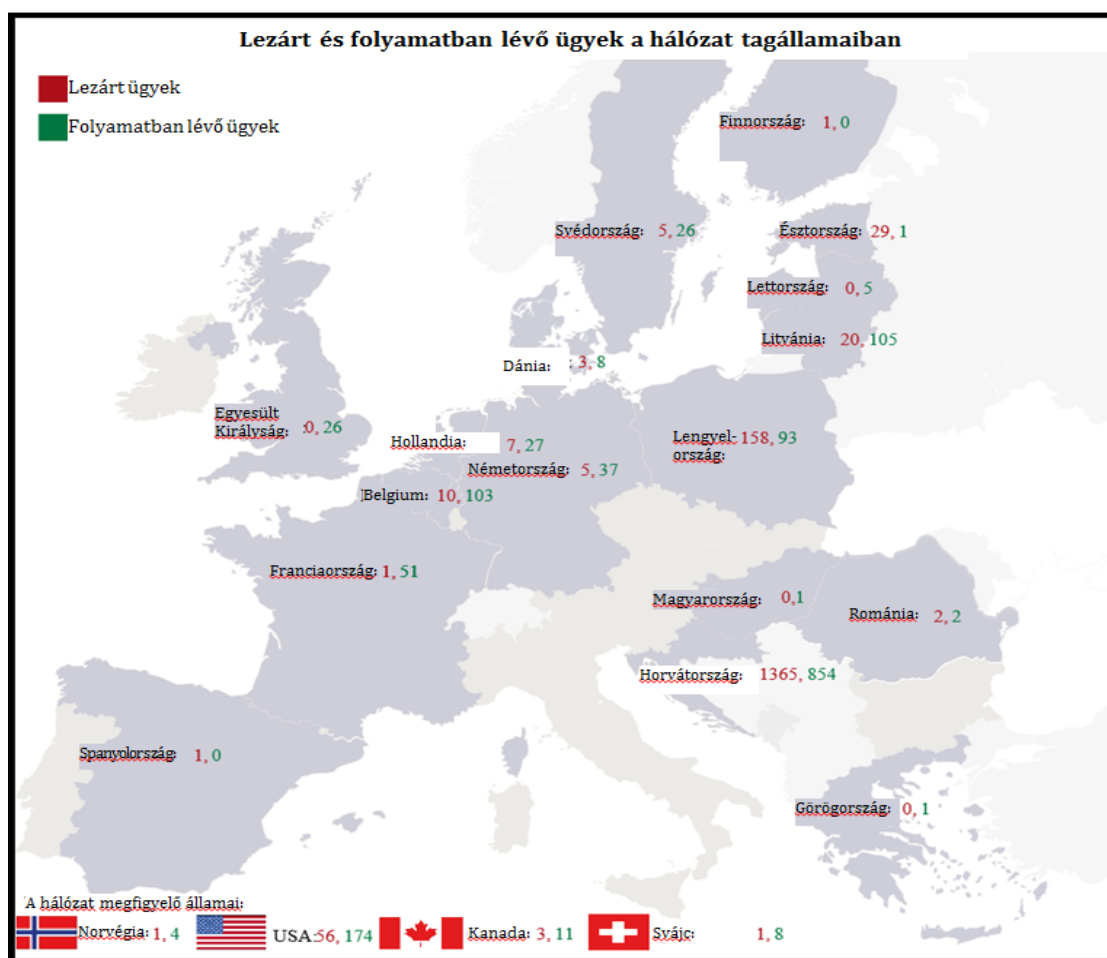 Lezárt és folyamatban lévő ügyek a hálózat tagállamaiban
Lezárt ügyek
Folyamatban lévő ügyek
Finnország: 1, 0
Svédország: 5, 26
Észtország: 29, 1
Lettország: 0, 5
Litvánia: 20, 105
Dánia: : 3, 8
Egyesült
Királyság: :0, 26
Hollandia: 7, 27
Lengyel- 158, 93
ország:
Németország: 5, 37
Belgium: 10, 103
Franciaország: 1, 51
Magyarország: 0,1
Románia: 2, 2
Horvátország: 1365, 854
Spanyolország: 1, 0
Görögország: 0, 1
A hálózat megfigyelő államai:
Norvégia: 1, 4 USA:56, 174 Kanada: 3, 11 Svájc: 1, 8